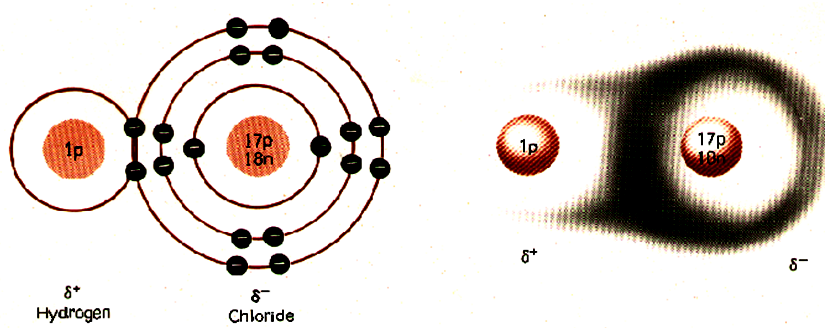 1p
17p
18n
δ⁺
Hydrogen
δ⁻
Chloride
1p
17p
18n
δ⁺
δ⁻